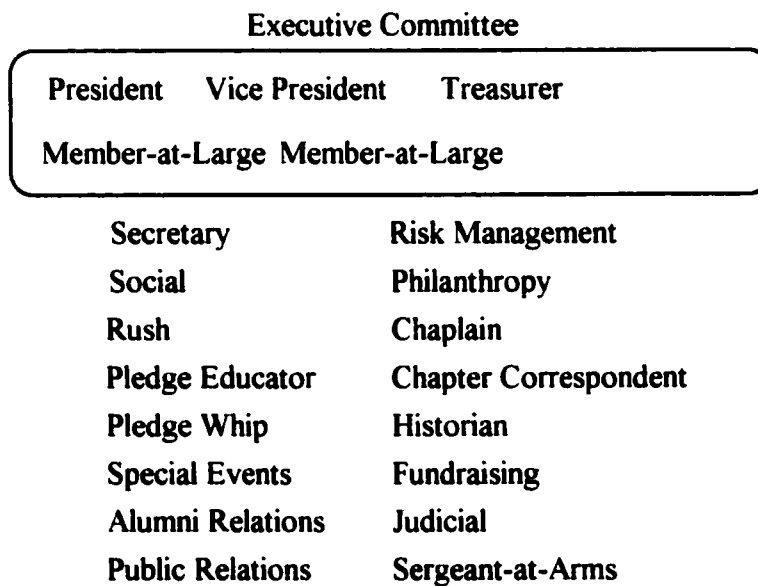 Executive Committee
President Vice President Treasurer
Member-at-Large Member-at-Large
Secretary Risk Management
Social Philanthropy
Rush Chaplain
Pledge Educator Chapter Correspondent
Pledge Whip Historian
Special Events Fundraising
Alumni Relations Judicial
Public Relations Sergeant-at-Arms